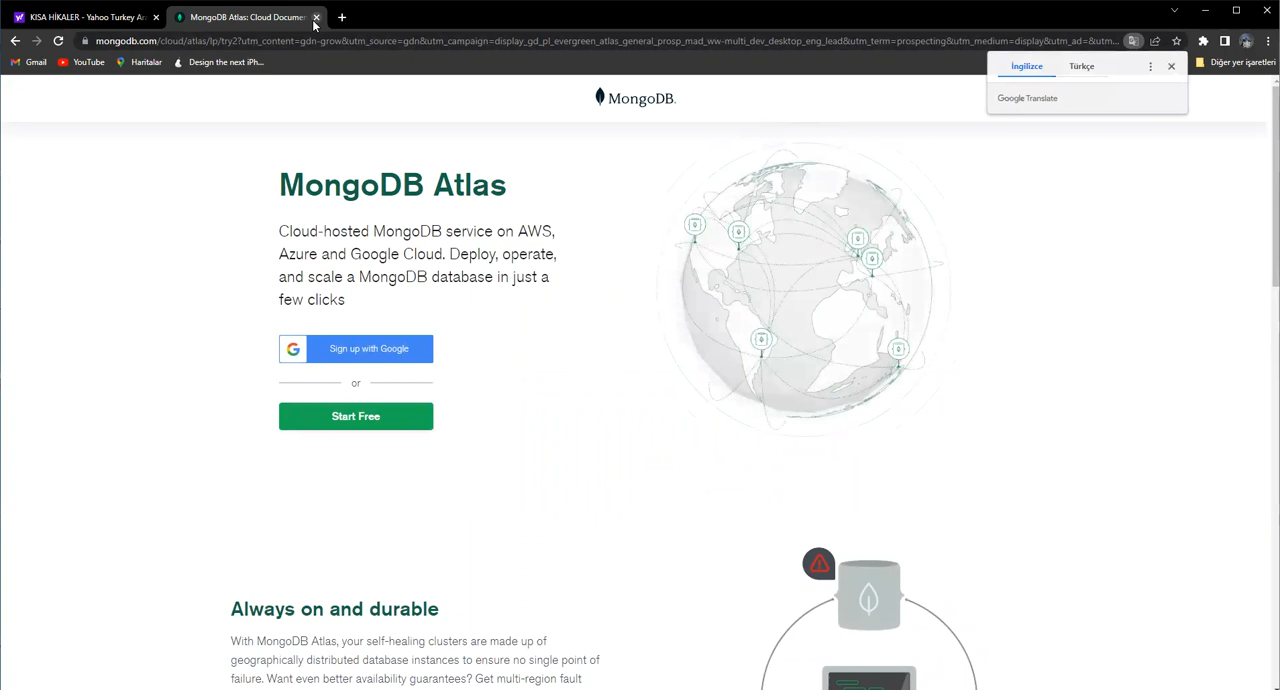 KISA HİKALER - Yahoo Turkey Ar
MongoDB Atlas: Cloud Documen
mongodb.com/cloud/atlas/lp/try2?utm_content=gdn-grow&utm_source=gdn&utm_campaign=display_gd_pl_evergreen_atlas_general_prosp_mad_ww-multi_dev_desktop_eng_lead&utm_term=prospecting&utm_medium=display&utm_ad=&utm...
Gmail
YouTube
Haritalar
Design the next iPh...
Diğer yer işaretleri
İngilizce
Türkçe
Google Translate
MongoDB.
MongoDB Atlas
Cloud-hosted MongoDB service on AWS,
Azure and Google Cloud. Deploy, operate,
and scale a MongoDB database in just a
few clicks
Sign up with Google
or
Start Free
Always on and durable
With MongoDB Atlas, your self-healing clusters are made up of
geographically distributed database instances to ensure no single point of
failure. Want even better availability guarantees? Get multi-region fault